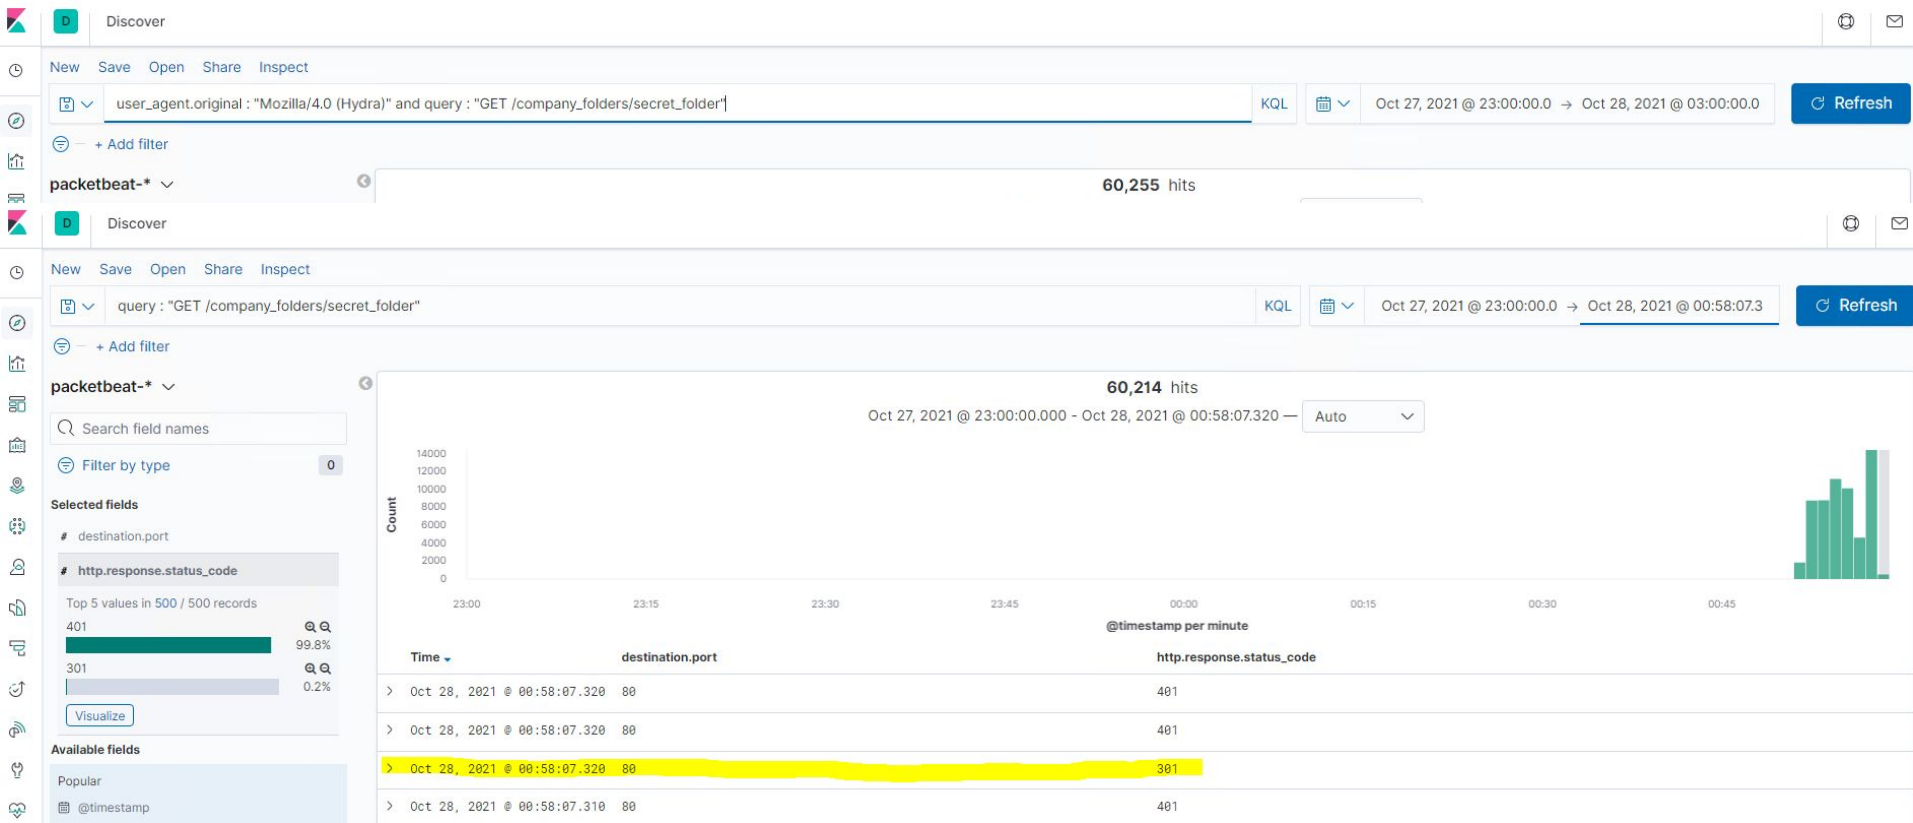 D Discover
New Save Open Share Inspect
user_agent.original : "Mozilla/4.0 (Hydra)" and query : "GET /company_folders/secret_folder" KQL Oct 27, 2021 @ 23:00:00.0 → Oct 28, 2021 @ 03:00:00.0 Refresh
+ Add filter
packetbeat-* 60,255 hits
D Discover
New Save Open Share Inspect
query : "GET /company_folders/secret_folder" KQL Oct 27, 2021 @ 23:00:00.0 → Oct 28, 2021 @ 00:58:07.3 Refresh
+ Add filter
packetbeat-* 60,214 hits
Oct 27, 2021 @ 23:00:00.000 - Oct 28, 2021 @ 00:58:07.320 — Auto
Search field names
Filter by type 0
Selected fields
# destination.port
# http.response.status_code
Top 5 values in 500 / 500 records
401
99.8%
301
0.2%
Visualize
Available fields
Popular
@timestamp
Count
14000
12000
10000
8000
6000
4000
2000
0
23:00 23:15 23:30 23:45 00:00 00:15 00:30 00:45
@timestamp per minute
Time destination.port http.response.status_code
> Oct 28, 2021 @ 00:58:07.320 80 401
> Oct 28, 2021 @ 00:58:07.320 80 401
> Oct 28, 2021 @ 00:58:07.320 80 301
> Oct 28, 2021 @ 00:58:07.310 80 401